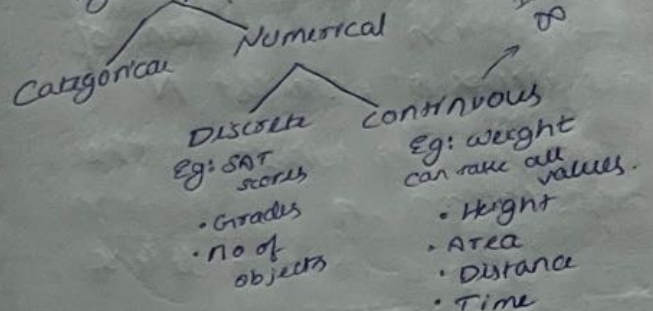 ∞
Numerical
Categorical
Discrete
Continuous
Eg: SAT
scores
Eg: weight
can take all
values.
• Grades
• no of
objects
• Height
• Area
• Distance
• Time